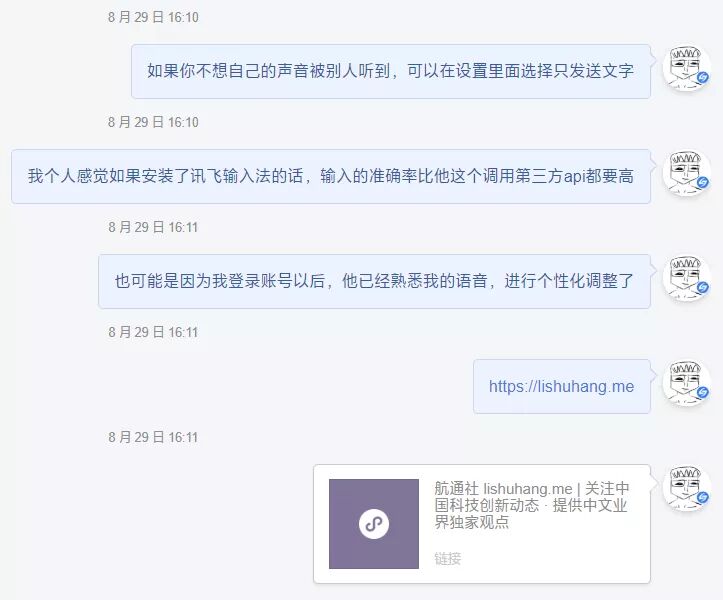 8 月 29 日 16:10
如果你不想自己的声音被别人听到，可以在设置里面选择只发送文字
8 月 29 日 16:10
我个人感觉如果安装了讯飞输入法的话，输入的准确率比他这个调用第三方api都要高
8 月 29 日 16:11
也可能是因为我登录账号以后，他已经熟悉我的语音，进行个性化调整了
8 月 29 日 16:11
https://lishuhang.me
8 月 29 日 16:11
航通社 lishuhang.me | 关注中
国科技创新动态 · 提供中文业
界独家观点
链接